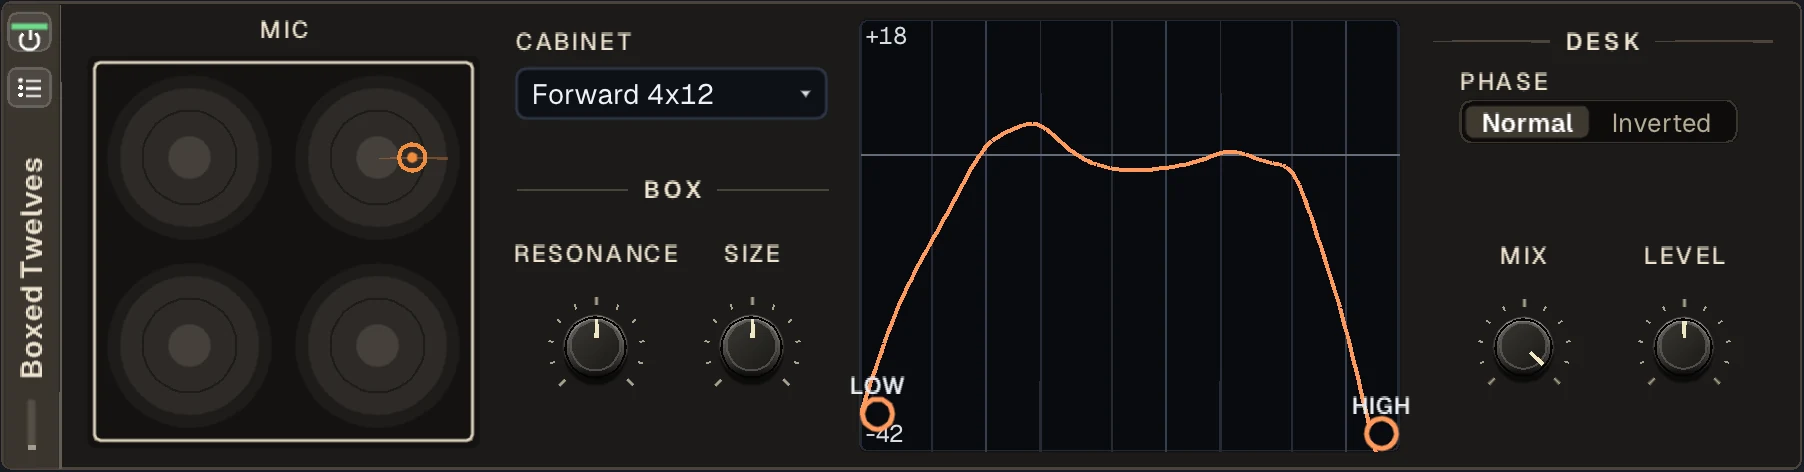 Boxed Twelves
MIC
CABINET
Forward 4x12
BOX
RESONANCE
SIZE
+18
LOW
-42
HIGH
DESK
PHASE
Normal
Inverted
MIX
LEVEL